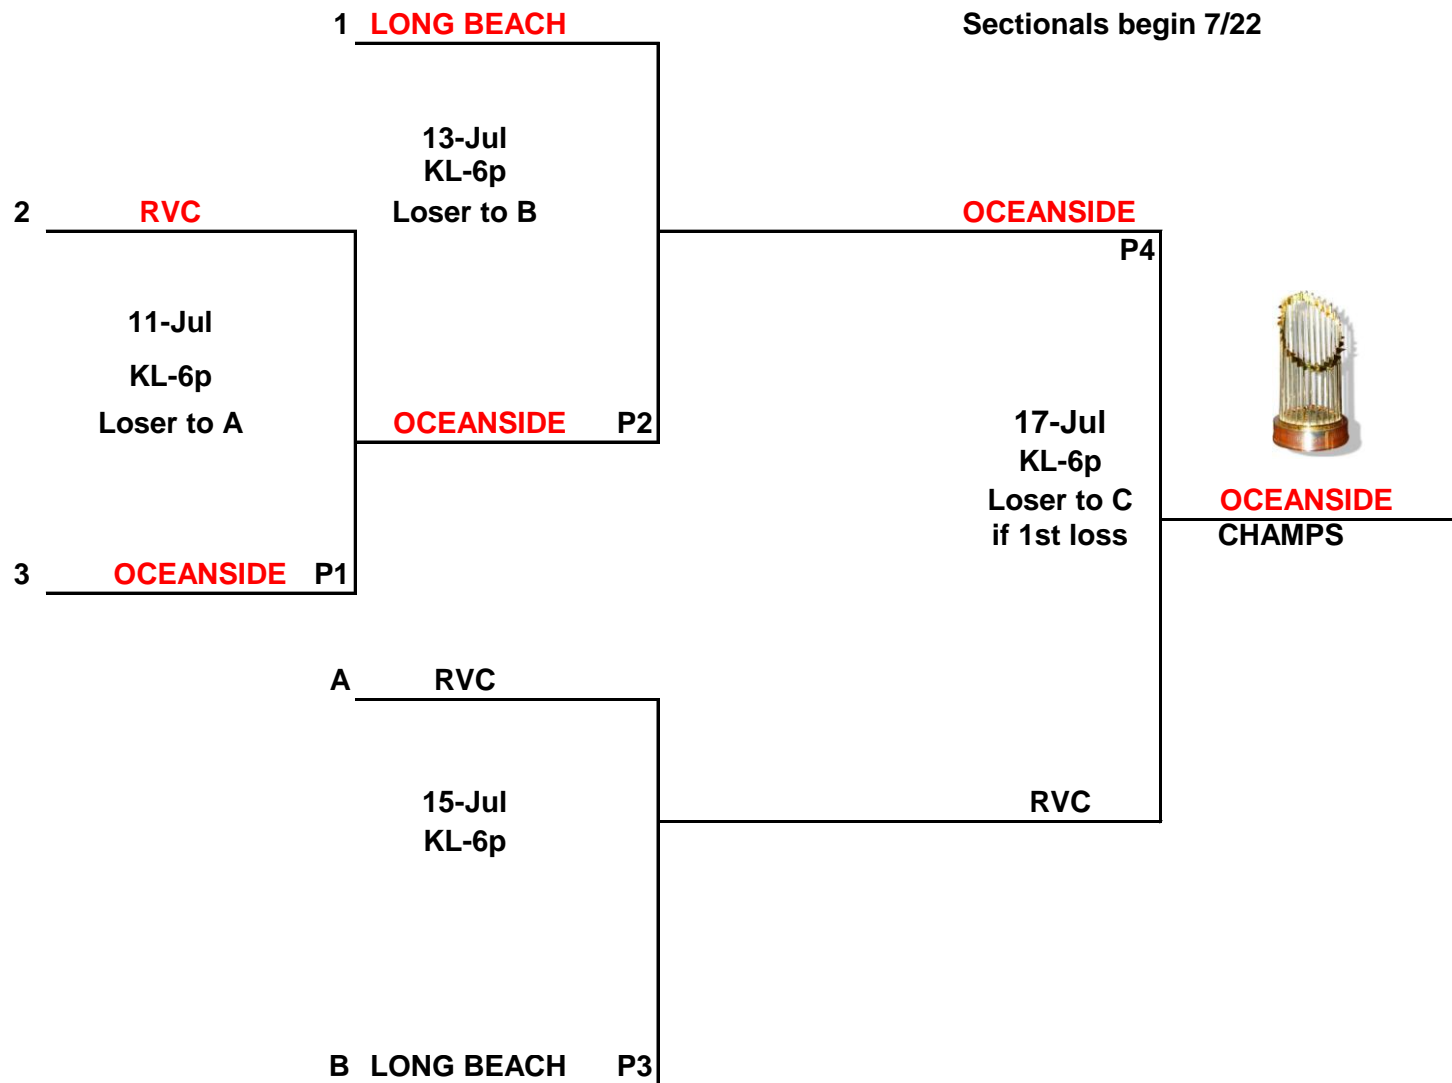 1 LONG BEACH
Sectionals begin 7/22
13-Jul
KL-6p
Loser to B
2 RVC
OCEANSIDE
P4
11-Jul
KL-6p
Loser to A
OCEANSIDE P2
17-Jul
KL-6p
Loser to C
if 1st loss
OCEANSIDE
CHAMPS
3 OCEANSIDE P1
A RVC
15-Jul
KL-6p
RVC
B LONG BEACH P3